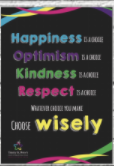 Happiness IS A CHOICE
Optimism IS A CHOICE
Kindness IS A CHOICE
Respect IS A CHOICE
WHATEVER CHOICE YOU MAKE
CHOOSE wisely